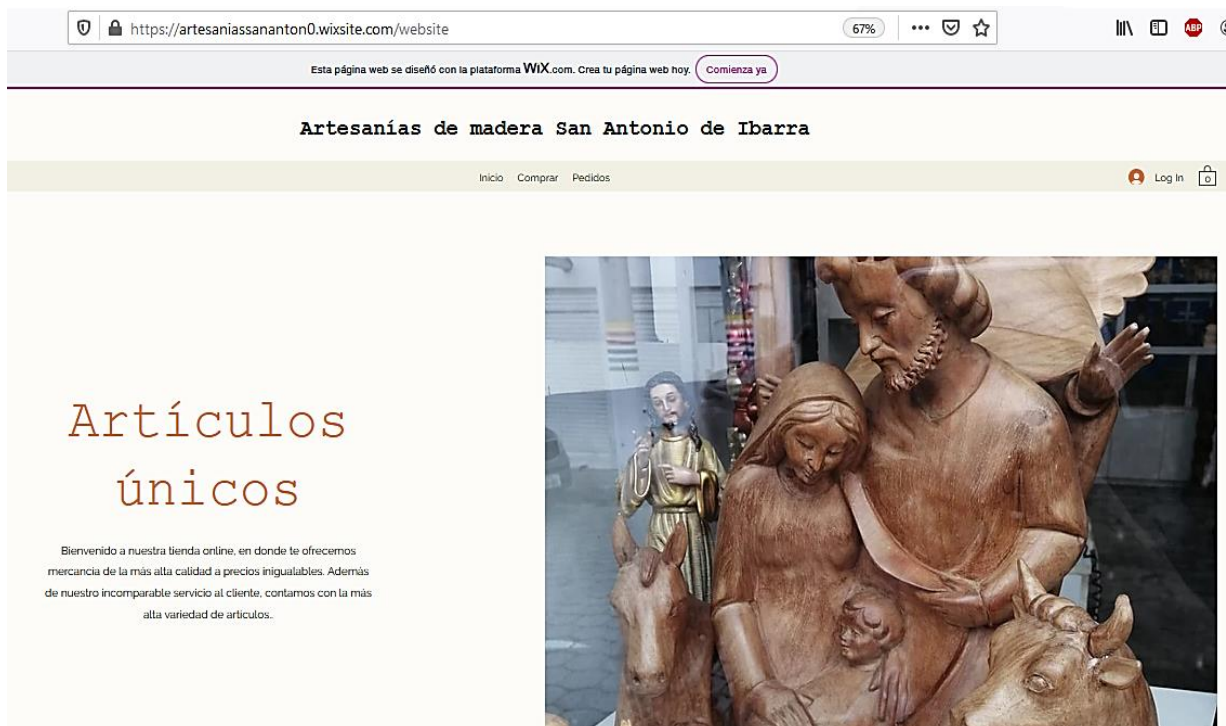 https://artesaniassananton0.wixsite.com/website
67%
ABP
Esta página web se diseñó con la plataforma WiX.com. Crea tu página web hoy. Comienza ya
Artesanías de madera San Antonio de Ibarra
Inicio Comprar Pedidos
Log In
0
Artículos
únicos
Bienvenido a nuestra tienda online, en donde te ofrecemos
mercancia de la más alta calidad a precios inigualables. Además
de nuestro incomparable servicio al cliente, contamos con la más
alta variedad de articulos..